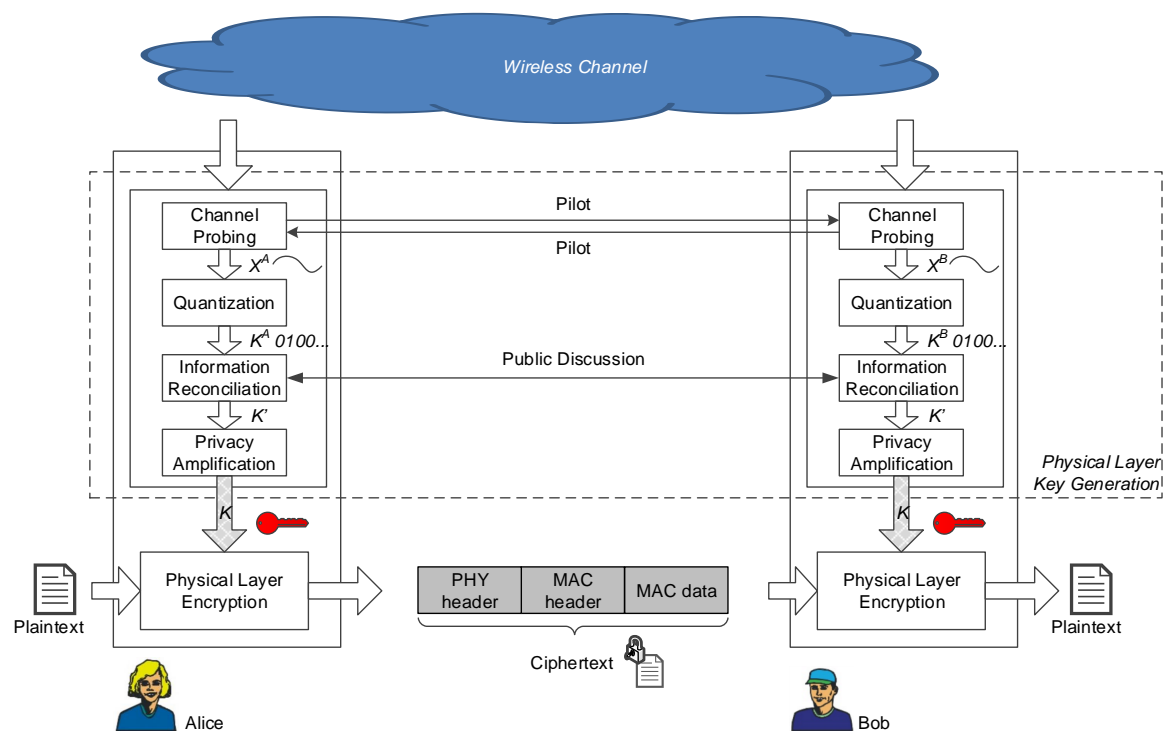 Wireless Channel
Pilot
Channel
Probing
Channel
Probing
Pilot
X^A
X^B
Quantization
Quantization
K^A 0100...
K^B 0100...
Public Discussion
Information
Reconciliation
Information
Reconciliation
K'
K'
Privacy
Amplification
Privacy
Amplification
Physical Layer
Key Generation
K
K
Physical Layer
Encryption
PHY
header
MAC
header
MAC data
Physical Layer
Encryption
Plaintext
Plaintext
Ciphertext
Alice
Bob